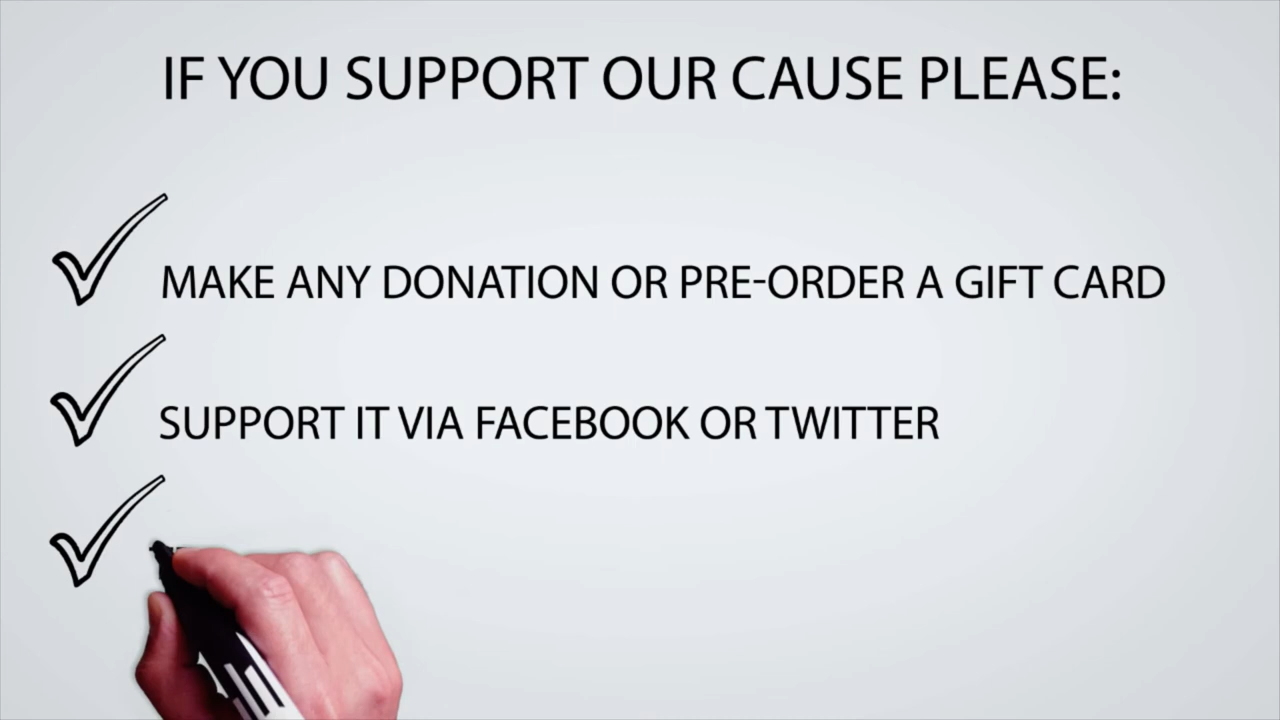 IF YOU SUPPORT OUR CAUSE PLEASE:
MAKE ANY DONATION OR PRE-ORDER A GIFT CARD
SUPPORT IT VIA FACEBOOK OR TWITTER